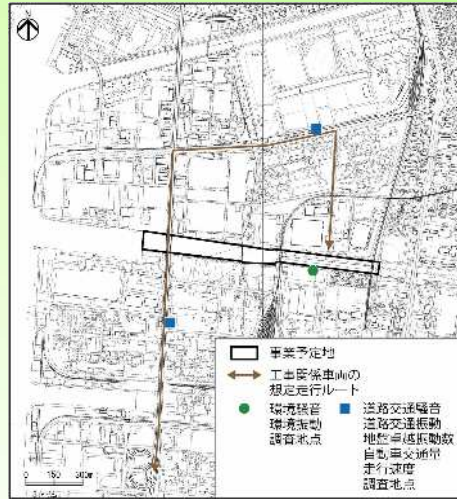 事業予定地
工事関係車両の
想定走行ルート
環境騒音
環境振動
調査地点
道路交通騒音
道路交通振動
地盤卓越振動数
自動車交通量
走行速度
調査地点
0 150 300m